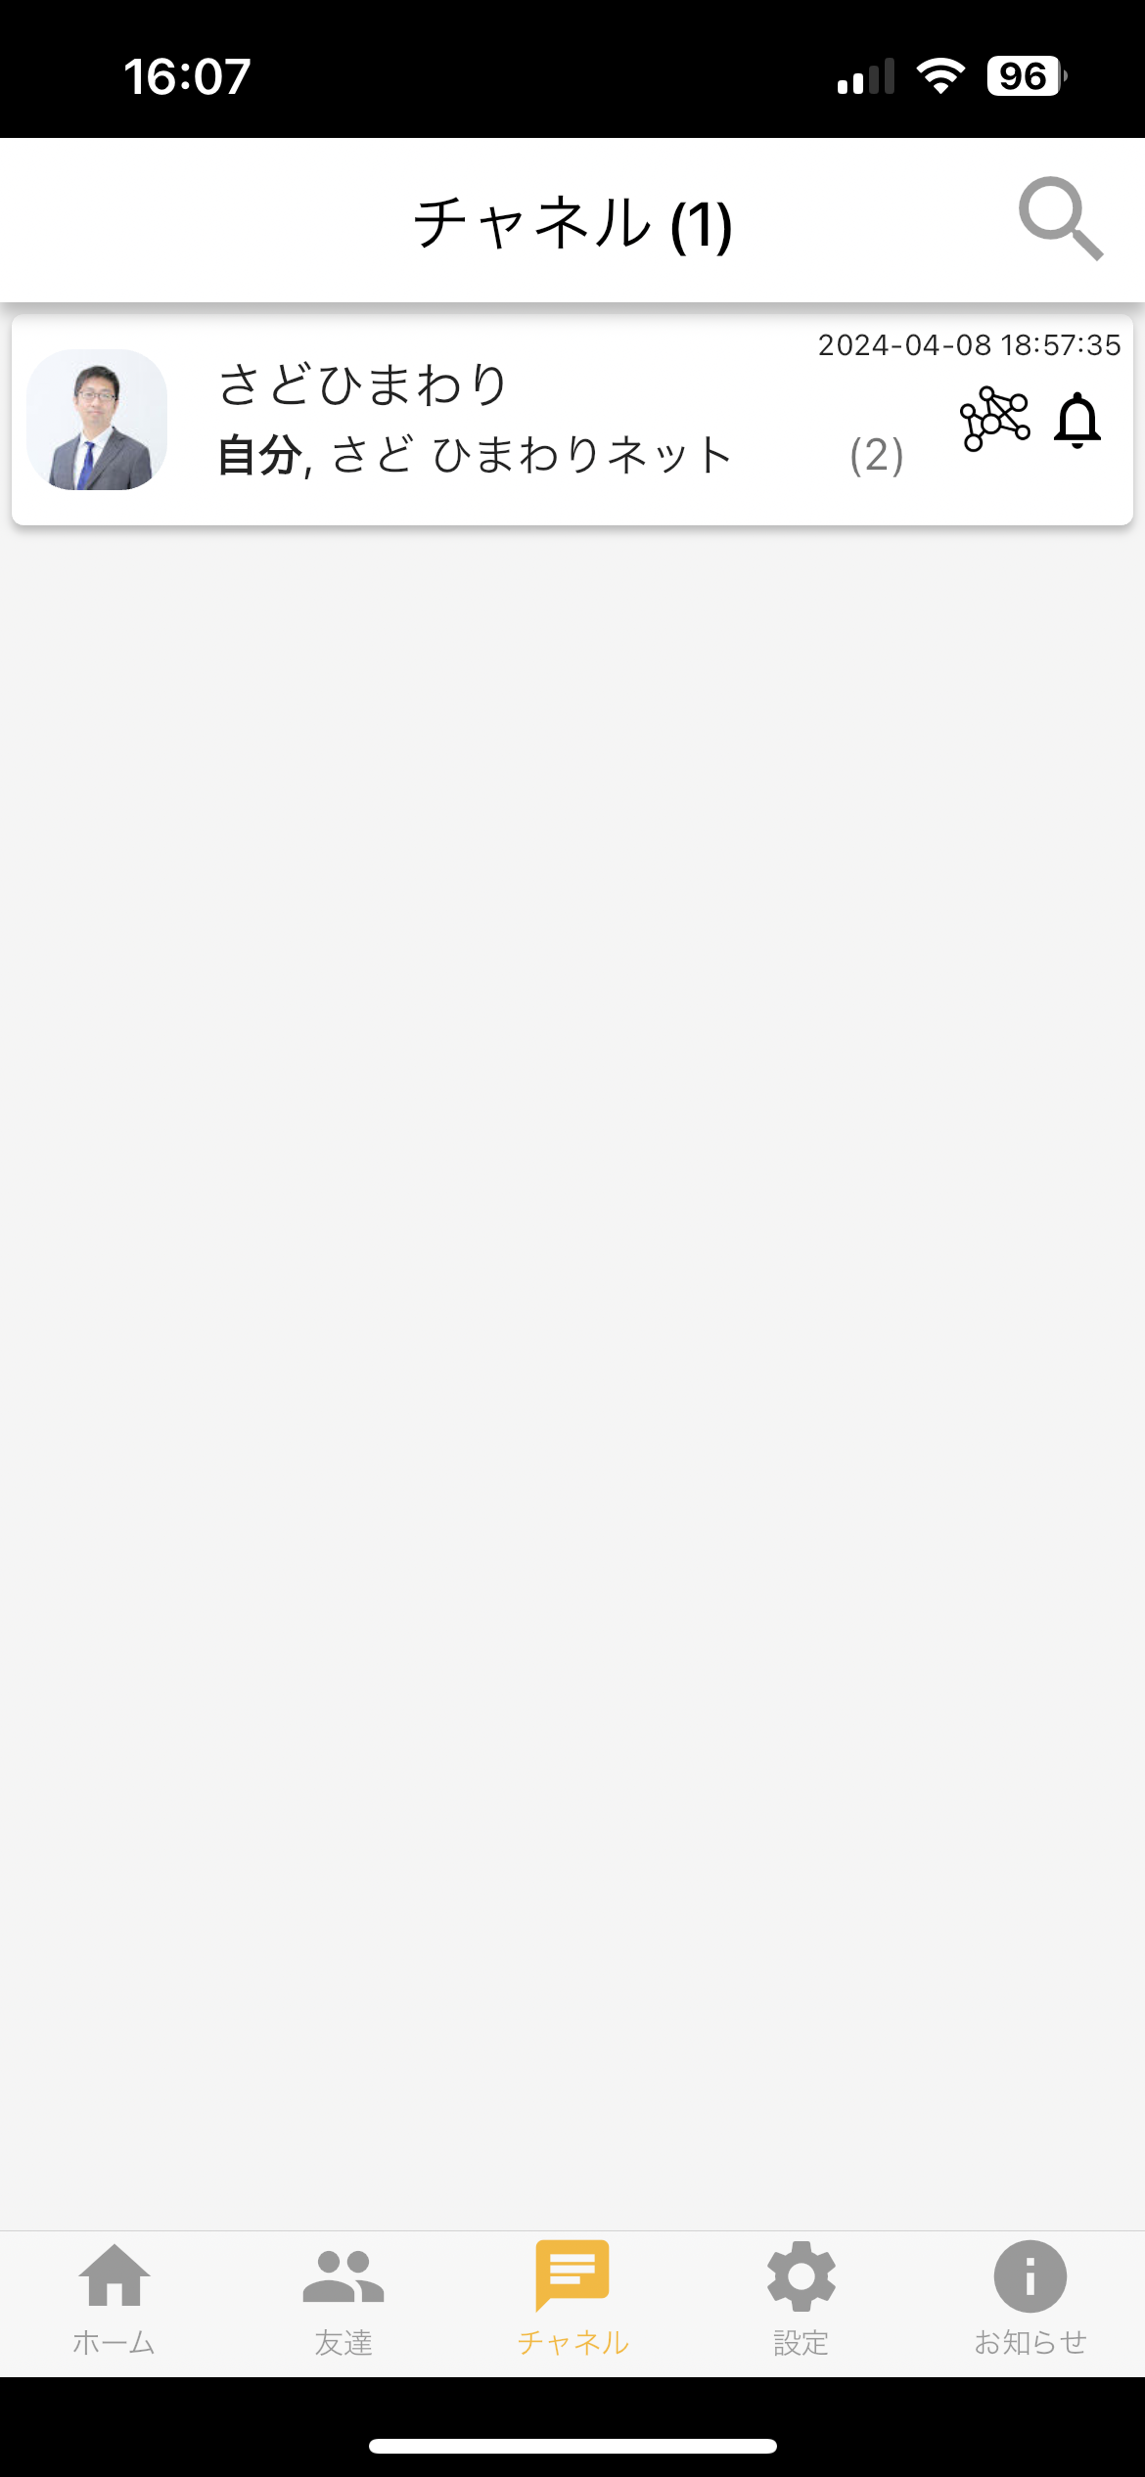 16:07
96
チャネル (1)
2024-04-08 18:57:35
さどひまわり
自分, さど ひまわりネット (2)
ホーム
友達
チャネル
設定
お知らせ